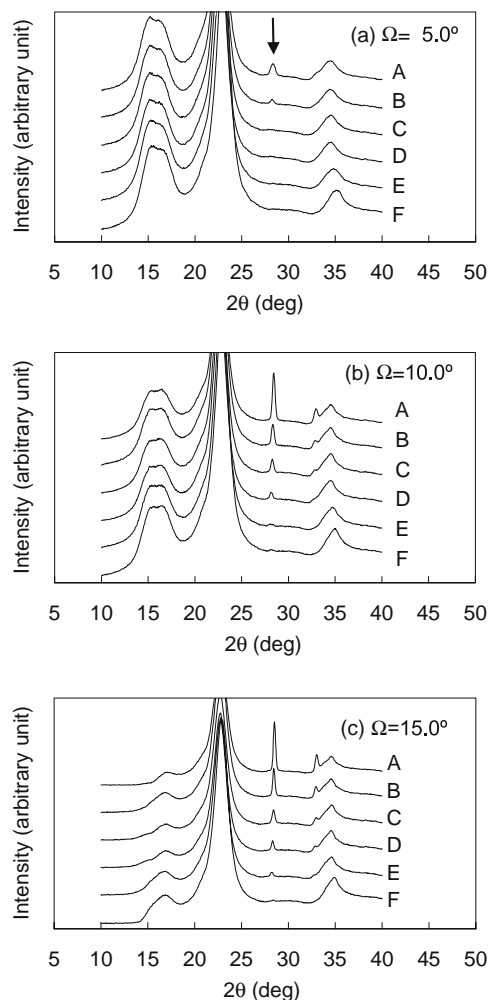 (a) Ω= 5.0º
A
B
C
D
E
F
Intensity (arbitrary unit)
5 10 15 20 25 30 35 40 45 50
2θ (deg)
(b) Ω=10.0º
A
B
C
D
E
F
Intensity (arbitrary unit)
5 10 15 20 25 30 35 40 45 50
2θ (deg)
(c) Ω=15.0º
A
B
C
D
E
F
Intensity (arbitrary unit)
5 10 15 20 25 30 35 40 45 50
2θ (deg)